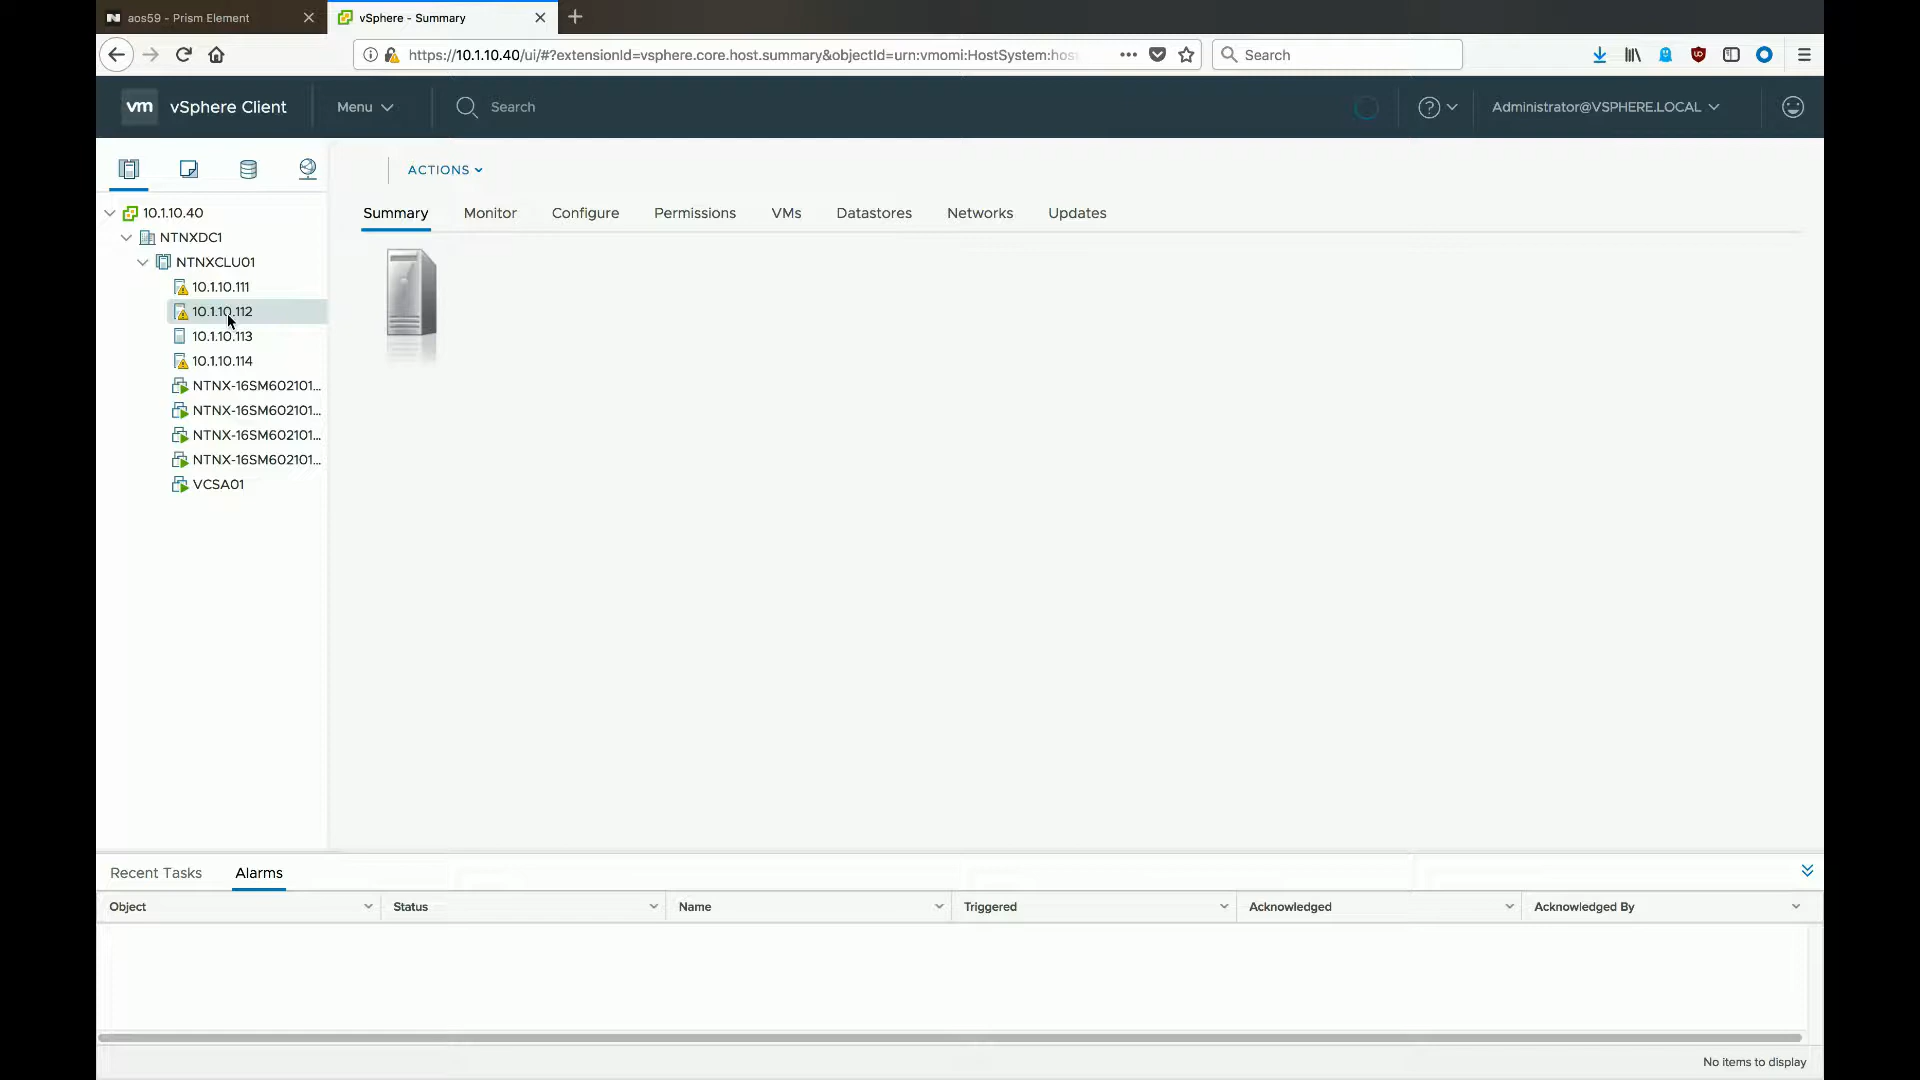 aos59 - Prism Element
vSphere - Summary
https://10.1.10.40/ui/#?extensionId=vsphere.core.host.summary&objectId=urn:vmomi:HostSystem:hos
Search
vm vSphere Client
Menu
Search
Administrator@VSPHERE.LOCAL
ACTIONS
Summary Monitor Configure Permissions VMs Datastores Networks Updates
10.1.10.40
NTNXDC1
NTNXCLU01
10.1.10.111
10.1.10.112
10.1.10.113
10.1.10.114
NTNX-16SM602101...
NTNX-16SM602101...
NTNX-16SM602101...
NTNX-16SM602101...
VCSA01
Recent Tasks Alarms
Object Status Name Triggered Acknowledged Acknowledged By
No items to display